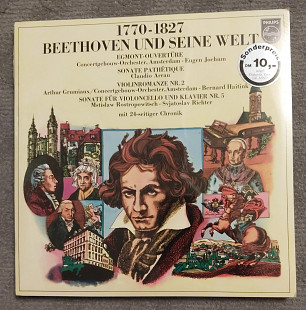 1770-1827
BEETHOVEN UND SEINE WELT
EGMONT-OUVERTÜRE
Concertgebouw-Orchester, Amsterdam · Eugen Jochum
SONATE PATHÉTIQUE
Claudio Arrau
VIOLINROMANZE NR. 2
Arthur Grumiaux / Concertgebouw-Orchester, Amsterdam · Bernard Haitink
SONATE FÜR VIOLONCELLO UND KLAVIER NR. 5
Mstislaw Rostropowitsch · Svjatoslav Richter
mit 24-seitiger Chronik
Sonderpreis
DM 10,-
PHILIPS